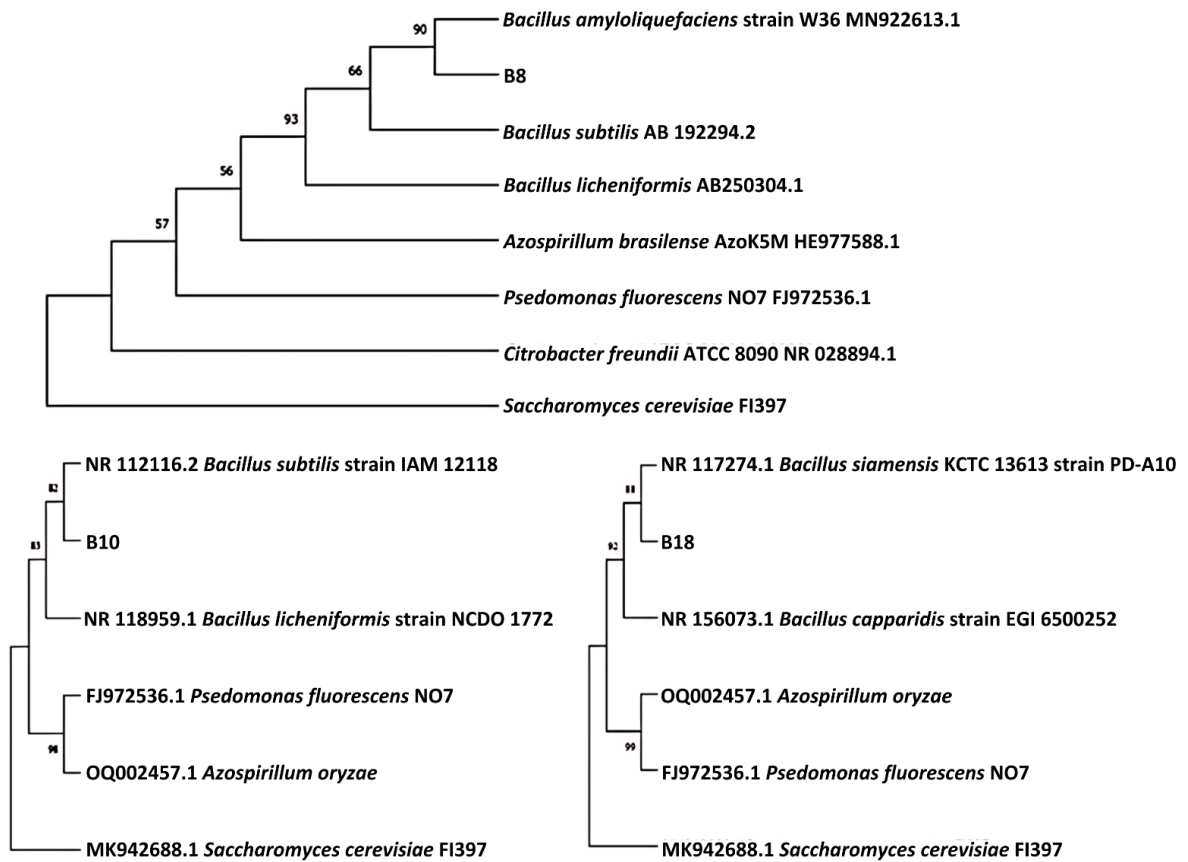 90
Bacillus amyloliquefaciens strain W36 MN922613.1
B8
66
Bacillus subtilis AB 192294.2
93
Bacillus licheniformis AB250304.1
56
Azospirillum brasilense AzoK5M HE977588.1
57
Psedomonas fluorescens NO7 FJ972536.1
Citrobacter freundii ATCC 8090 NR 028894.1
Saccharomyces cerevisiae FI397
NR 112116.2 Bacillus subtilis strain IAM 12118
B10
NR 118959.1 Bacillus licheniformis strain NCDO 1772
FJ972536.1 Psedomonas fluorescens NO7
98
OQ002457.1 Azospirillum oryzae
MK942688.1 Saccharomyces cerevisiae FI397
NR 117274.1 Bacillus siamensis KCTC 13613 strain PD-A10
B18
92
NR 156073.1 Bacillus capparidis strain EGI 6500252
OQ002457.1 Azospirillum oryzae
99
FJ972536.1 Psedomonas fluorescens NO7
MK942688.1 Saccharomyces cerevisiae FI397